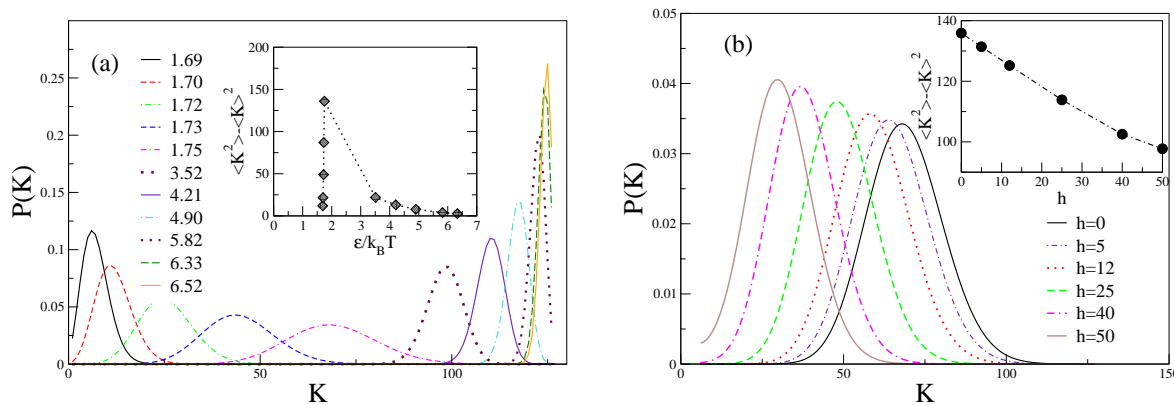 (a)
1.69
1.70
1.72
1.73
1.75
3.52
4.21
4.90
5.82
6.33
6.52
P(K)
0.25
0.2
0.15
0.1
0.05
0
0 50 100
K
<K²>-<K>²
200
150
100
50
0
0 1 2 3 4 5 6 7
ε/k_BT
(b)
P(K)
0.05
0.04
0.03
0.02
0.01
0
0 50 100 150
K
<K²>-<K>²
140
120
100
0 10 20 30 40 50
h
h=0
h=5
h=12
h=25
h=40
h=50